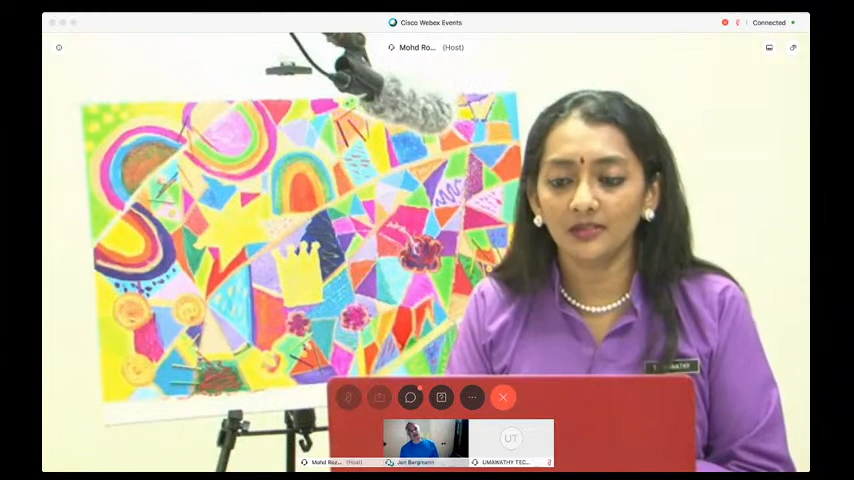 Cisco Webex Events
Connected
Mohd Ro... (Host)
UT
Mohd Roz... (Host)
Jon Bergmann
UMAWATHY TEC...